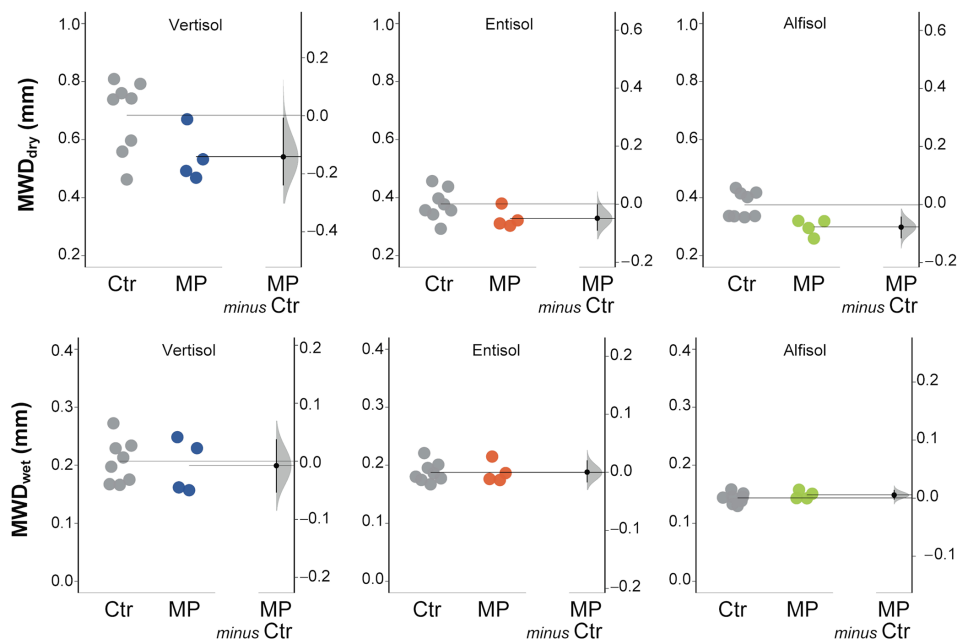 Vertisol
Entisol
Alfisol
MWDdry (mm)
1.0
0.8
0.6
0.4
0.2
0.2
0.0
−0.2
−0.4
1.0
0.8
0.6
0.4
0.2
0.6
0.4
0.2
0.0
−0.2
1.0
0.8
0.6
0.4
0.2
0.6
0.4
0.2
0.0
−0.2
Ctr MP MP
minus Ctr
Ctr MP MP
minus Ctr
Ctr MP MP
minus Ctr
Vertisol
Entisol
Alfisol
MWDwet (mm)
0.4
0.3
0.2
0.1
0.0
0.2
0.1
0.0
−0.1
−0.2
0.4
0.3
0.2
0.1
0.0
0.2
0.1
0.0
−0.1
−0.2
0.4
0.3
0.2
0.1
0.0
0.2
0.1
0.0
−0.1
Ctr MP MP
minus Ctr
Ctr MP MP
minus Ctr
Ctr MP MP
minus Ctr